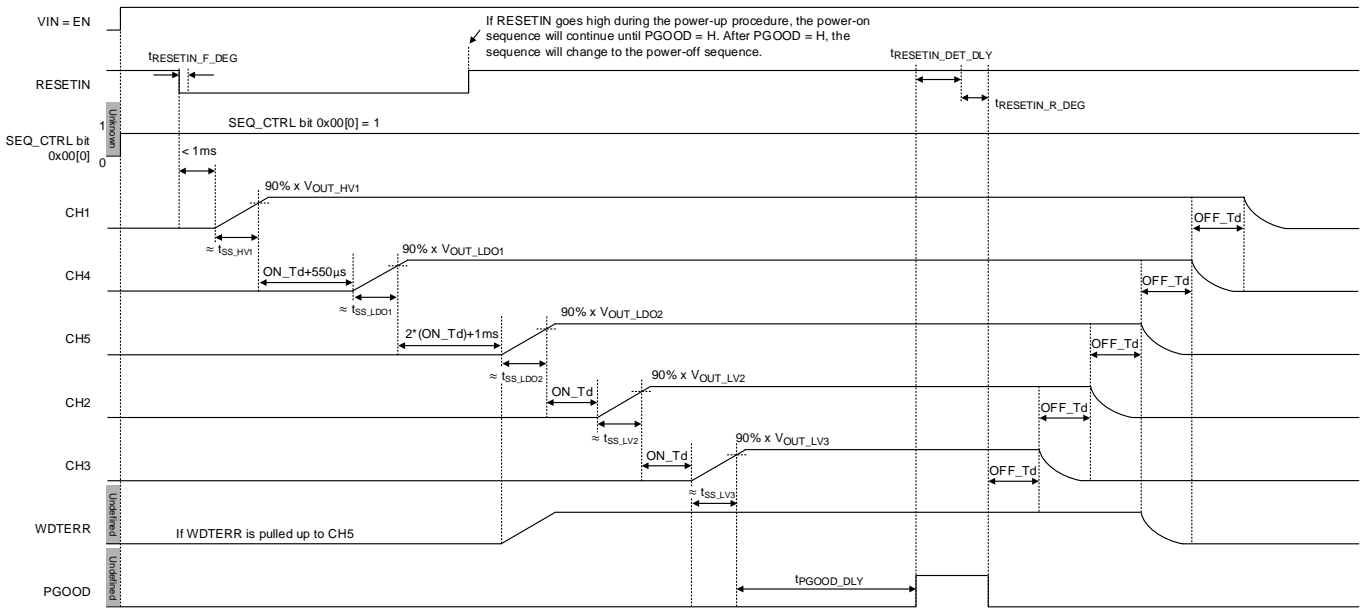 VIN = EN
If RESETIN goes high during the power-up procedure, the power-on
sequence will continue until PGOOD = H. After PGOOD = H, the
sequence will change to the power-off sequence.
tRESETIN_F_DEG
tRESETIN_DET_DLY
RESETIN
tRESETIN_R_DEG
Unknown
1
SEQ_CTRL bit 0x00[0] = 1
SEQ_CTRL bit
0x00[0]
0
< 1ms
90% x VOUT_HV1
CH1
OFF_Td
≈ tSS_HV1
90% x VOUT_LDO1
CH4
ON_Td+550µs
OFF_Td
≈ tSS_LDO1
90% x VOUT_LDO2
CH5
2*(ON_Td)+1ms
OFF_Td
≈ tSS_LDO2
90% x VOUT_LV2
CH2
ON_Td
OFF_Td
≈ tSS_LV2
90% x VOUT_LV3
CH3
ON_Td
OFF_Td
≈ tSS_LV3
Undefined
WDTERR
If WDTERR is pulled up to CH5
Undefined
PGOOD
tPGOOD_DLY